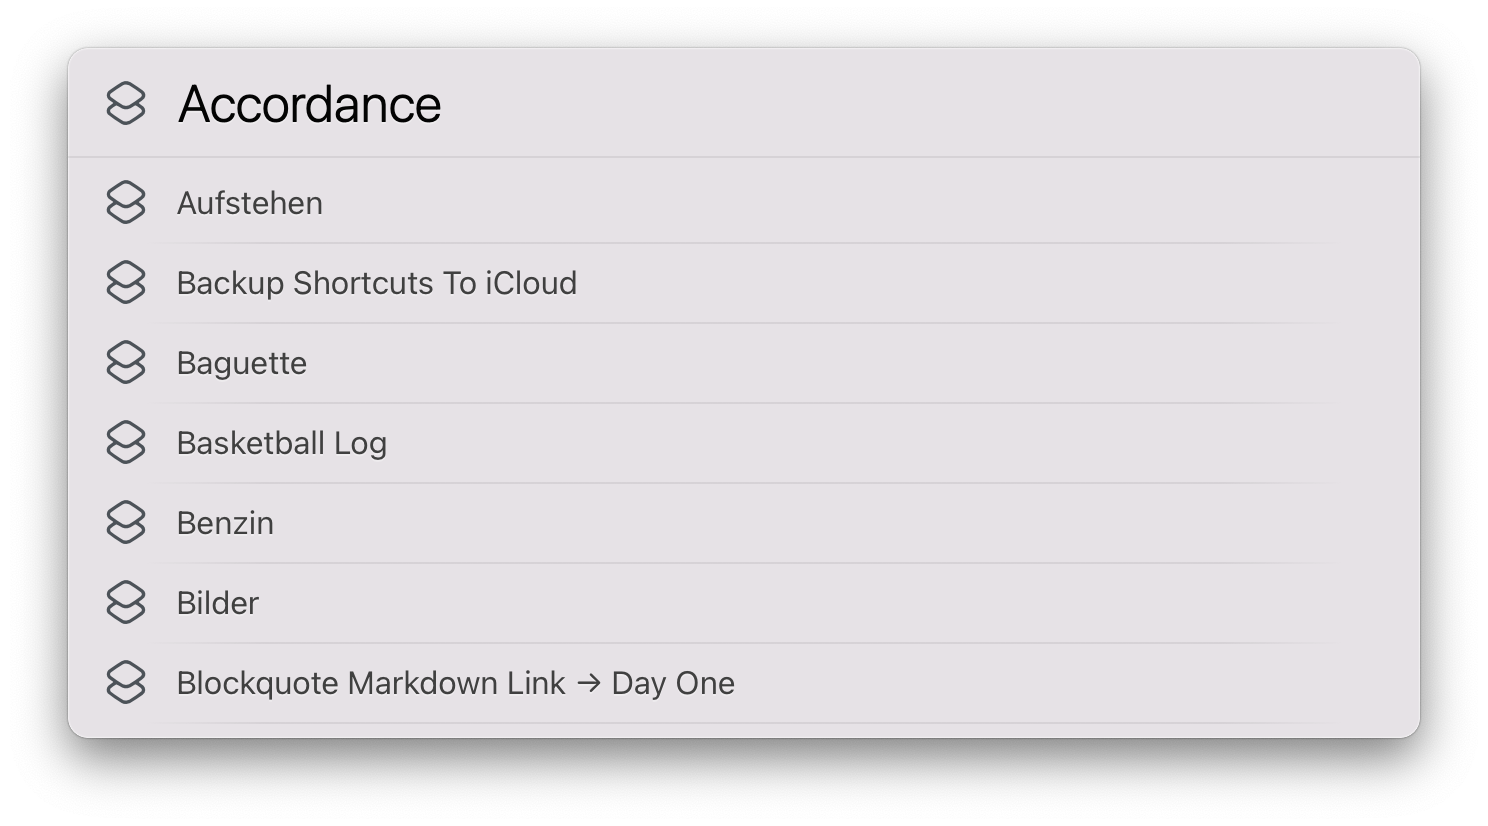 Accordance
Aufstehen
Backup Shortcuts To iCloud
Baguette
Basketball Log
Benzin
Bilder
Blockquote Markdown Link → Day One